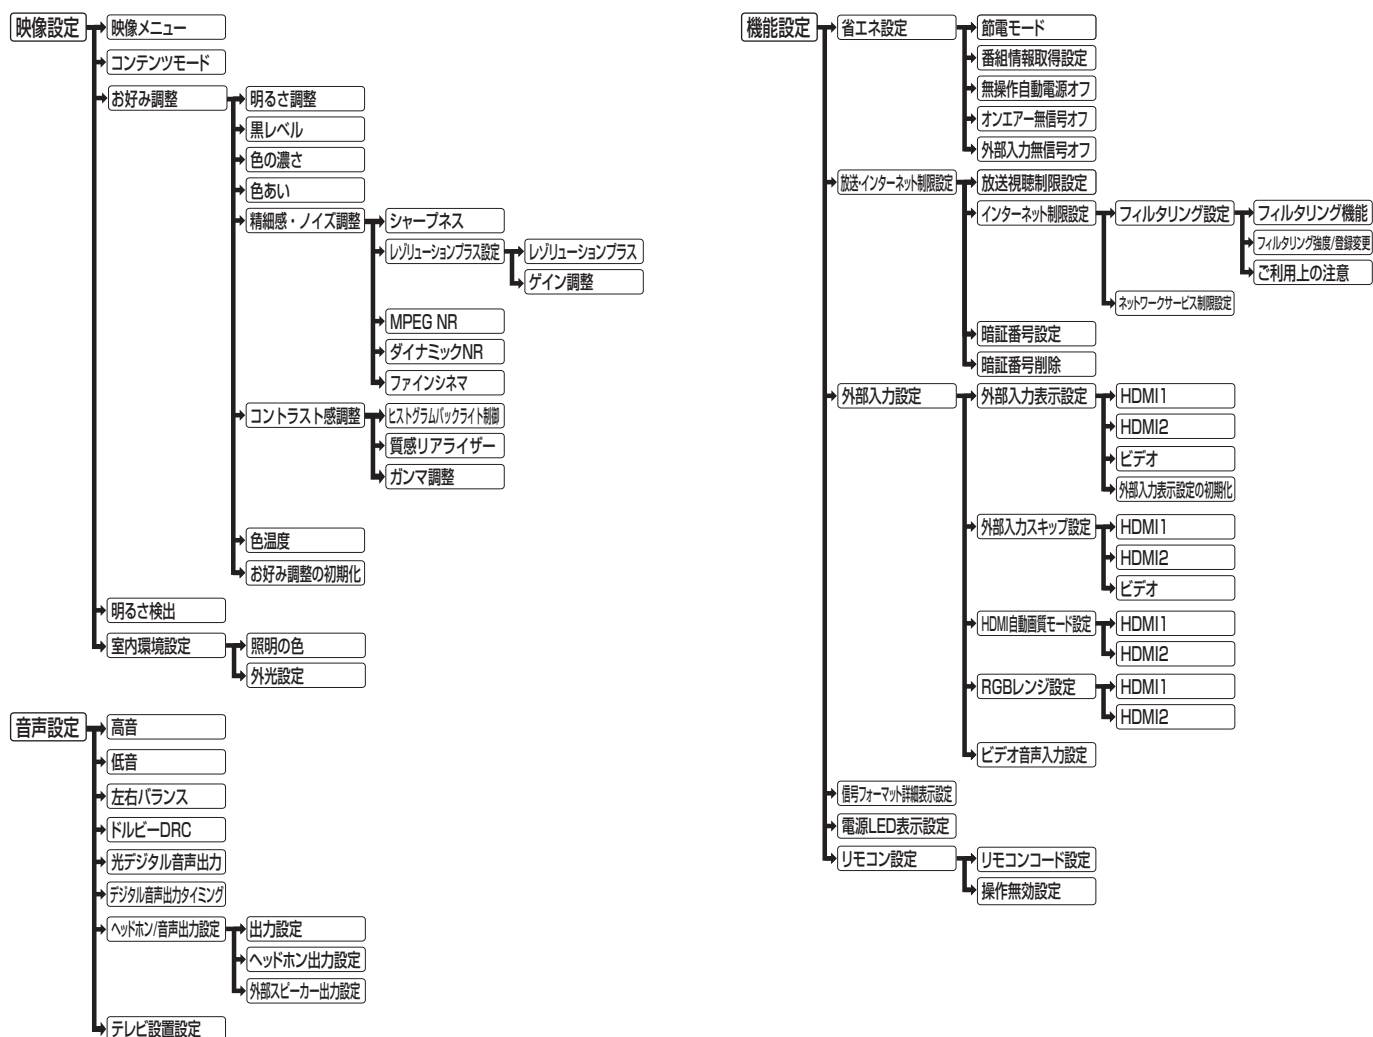 映像設定
映像メニュー
コンテンツモード
お好み調整
明るさ調整
黒レベル
色の濃さ
色あい
精細感・ノイズ調整
シャープネス
レゾリューションプラス設定
レゾリューションプラス
ゲイン調整
MPEG NR
ダイナミックNR
ファインシネマ
コントラスト感調整
ヒストグラムバックライト制御
質感リアライザー
ガンマ調整
色温度
お好み調整の初期化
明るさ検出
室内環境設定
照明の色
外光設定
音声設定
高音
低音
左右バランス
ドルビーDRC
光デジタル音声出力
デジタル音声出力タイミング
ヘッドホン/音声出力設定
出力設定
ヘッドホン出力設定
外部スピーカー出力設定
テレビ設置設定
機能設定
省エネ設定
節電モード
番組情報取得設定
無操作自動電源オフ
オンエアー無信号オフ
外部入力無信号オフ
放送・インターネット制限設定
放送視聴制限設定
インターネット制限設定
フィルタリング設定
フィルタリング機能
フィルタリング強度/登録変更
ご利用上の注意
ネットワークサービス制限設定
暗証番号設定
暗証番号削除
外部入力設定
外部入力表示設定
HDMI1
HDMI2
ビデオ
外部入力表示設定の初期化
外部入力スキップ設定
HDMI1
HDMI2
ビデオ
HDMI自動画質モード設定
HDMI1
HDMI2
RGBレンジ設定
HDMI1
HDMI2
ビデオ音声入力設定
信号フォーマット詳細表示設定
電源LED表示設定
リモコン設定
リモコンコード設定
操作無効設定